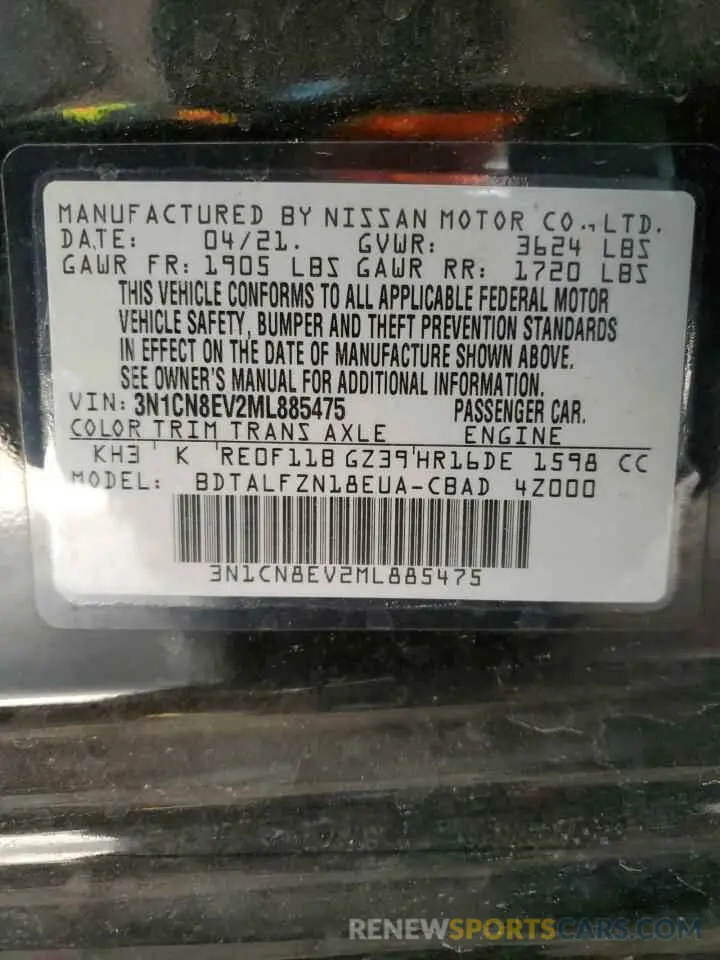 MANUFACTURED BY NISSAN MOTOR CO., LTD.
DATE: 04/21. GVWR: 3624 LBS
GAWR FR: 1905 LBS GAWR RR: 1720 LBS
THIS VEHICLE CONFORMS TO ALL APPLICABLE FEDERAL MOTOR
VEHICLE SAFETY, BUMPER AND THEFT PREVENTION STANDARDS
IN EFFECT ON THE DATE OF MANUFACTURE SHOWN ABOVE.
SEE OWNER'S MANUAL FOR ADDITIONAL INFORMATION.
VIN: 3N1CN8EV2ML885475 PASSENGER CAR.
COLOR TRIM TRANS AXLE ENGINE
KH3 K RE0F11B GZ39 HR16DE 1598 CC
MODEL: BDTALFZN18EUA-CBAD 4Z000
3N1CN8EV2ML885475
RENEWSPORTSCARS.COM